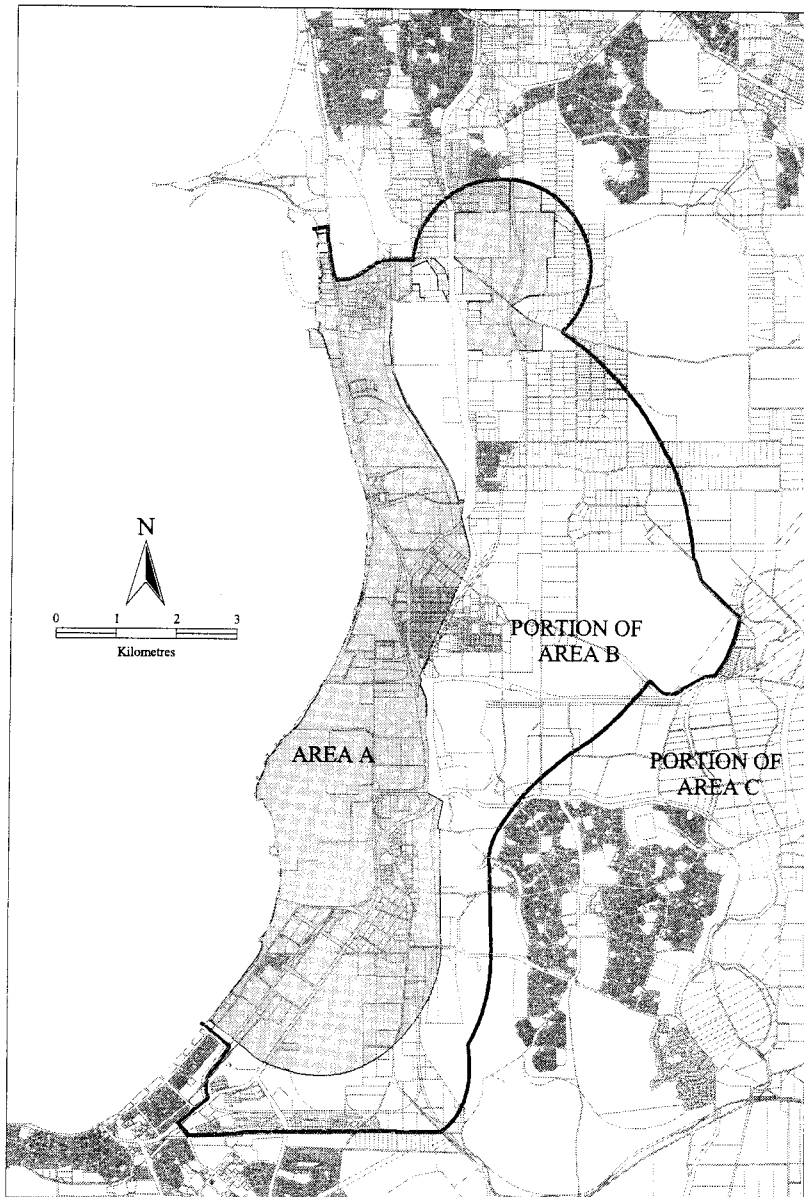 N
0 1 2 3
Kilometres
PORTION OF
AREA B
AREA A
PORTION OF
AREA C